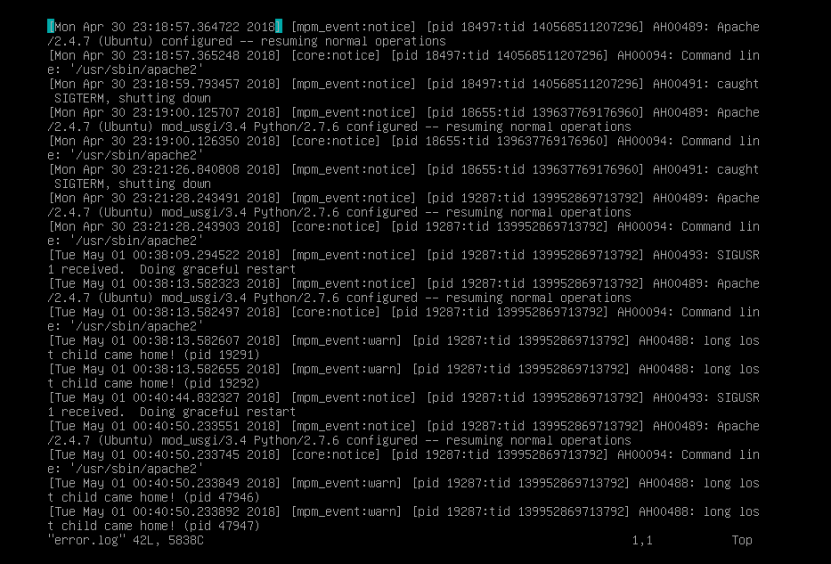 [Mon Apr 30 23:18:57.364722 2018] [mpm_event:notice] [pid 18497:tid 140568511207296] AH00489: Apache
/2.4.7 (Ubuntu) configured -- resuming normal operations
[Mon Apr 30 23:18:57.365248 2018] [core:notice] [pid 18497:tid 140568511207296] AH00094: Command lin
e: '/usr/sbin/apache2'
[Mon Apr 30 23:18:59.793457 2018] [mpm_event:notice] [pid 18497:tid 140568511207296] AH00491: caught
 SIGTERM, shutting down
[Mon Apr 30 23:19:00.125707 2018] [mpm_event:notice] [pid 18655:tid 139637769176960] AH00489: Apache
/2.4.7 (Ubuntu) mod_wsgi/3.4 Python/2.7.6 configured -- resuming normal operations
[Mon Apr 30 23:19:00.126350 2018] [core:notice] [pid 18655:tid 139637769176960] AH00094: Command lin
e: '/usr/sbin/apache2'
[Mon Apr 30 23:21:26.840808 2018] [mpm_event:notice] [pid 18655:tid 139637769176960] AH00491: caught
 SIGTERM, shutting down
[Mon Apr 30 23:21:28.243491 2018] [mpm_event:notice] [pid 19287:tid 139952869713792] AH00489: Apache
/2.4.7 (Ubuntu) mod_wsgi/3.4 Python/2.7.6 configured -- resuming normal operations
[Mon Apr 30 23:21:28.243903 2018] [core:notice] [pid 19287:tid 139952869713792] AH00094: Command lin
e: '/usr/sbin/apache2'
[Tue May 01 00:38:09.294522 2018] [mpm_event:notice] [pid 19287:tid 139952869713792] AH00493: SIGUSR
1 received.  Doing graceful restart
[Tue May 01 00:38:13.582323 2018] [mpm_event:notice] [pid 19287:tid 139952869713792] AH00489: Apache
/2.4.7 (Ubuntu) mod_wsgi/3.4 Python/2.7.6 configured -- resuming normal operations
[Tue May 01 00:38:13.582497 2018] [core:notice] [pid 19287:tid 139952869713792] AH00094: Command lin
e: '/usr/sbin/apache2'
[Tue May 01 00:38:13.582607 2018] [mpm_event:warn] [pid 19287:tid 139952869713792] AH00488: long los
t child came home! (pid 19291)
[Tue May 01 00:38:13.582655 2018] [mpm_event:warn] [pid 19287:tid 139952869713792] AH00488: long los
t child came home! (pid 19292)
[Tue May 01 00:40:44.832327 2018] [mpm_event:notice] [pid 19287:tid 139952869713792] AH00493: SIGUSR
1 received.  Doing graceful restart
[Tue May 01 00:40:50.233551 2018] [mpm_event:notice] [pid 19287:tid 139952869713792] AH00489: Apache
/2.4.7 (Ubuntu) mod_wsgi/3.4 Python/2.7.6 configured -- resuming normal operations
[Tue May 01 00:40:50.233745 2018] [core:notice] [pid 19287:tid 139952869713792] AH00094: Command lin
e: '/usr/sbin/apache2'
[Tue May 01 00:40:50.233849 2018] [mpm_event:warn] [pid 19287:tid 139952869713792] AH00488: long los
t child came home! (pid 47946)
[Tue May 01 00:40:50.233892 2018] [mpm_event:warn] [pid 19287:tid 139952869713792] AH00488: long los
t child came home! (pid 47947)
"error.log" 42L, 5838C 1,1 Top